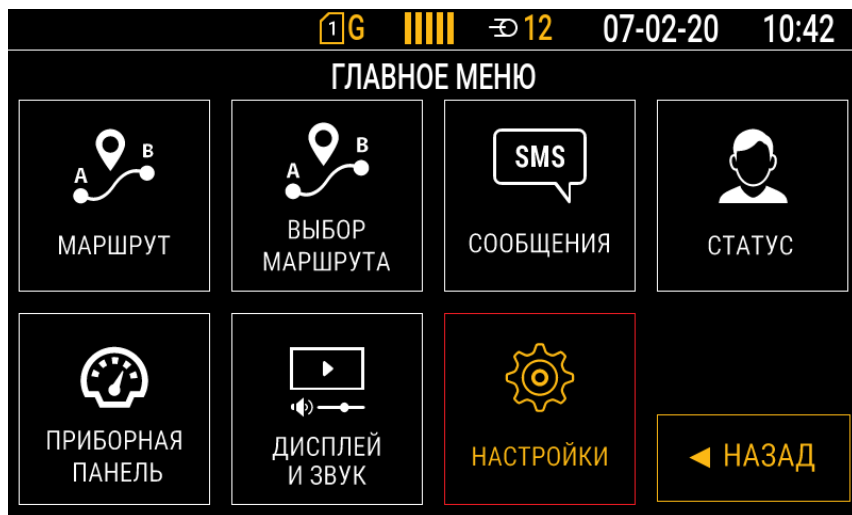 1 G 12 07-02-20 10:42
ГЛАВНОЕ МЕНЮ
A B
МАРШРУТ
A B
ВЫБОР
МАРШРУТА
SMS
СООБЩЕНИЯ
СТАТУС
ПРИБОРНАЯ
ПАНЕЛЬ
ДИСПЛЕЙ
И ЗВУК
НАСТРОЙКИ
НАЗАД